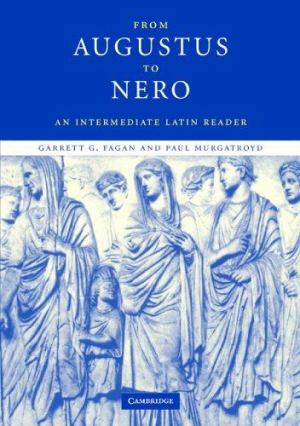 FROM
AUGUSTUS
TO
NERO
AN INTERMEDIATE LATIN READER
GARRETT G. FAGAN AND PAUL MURGATROYD
CAMBRIDGE